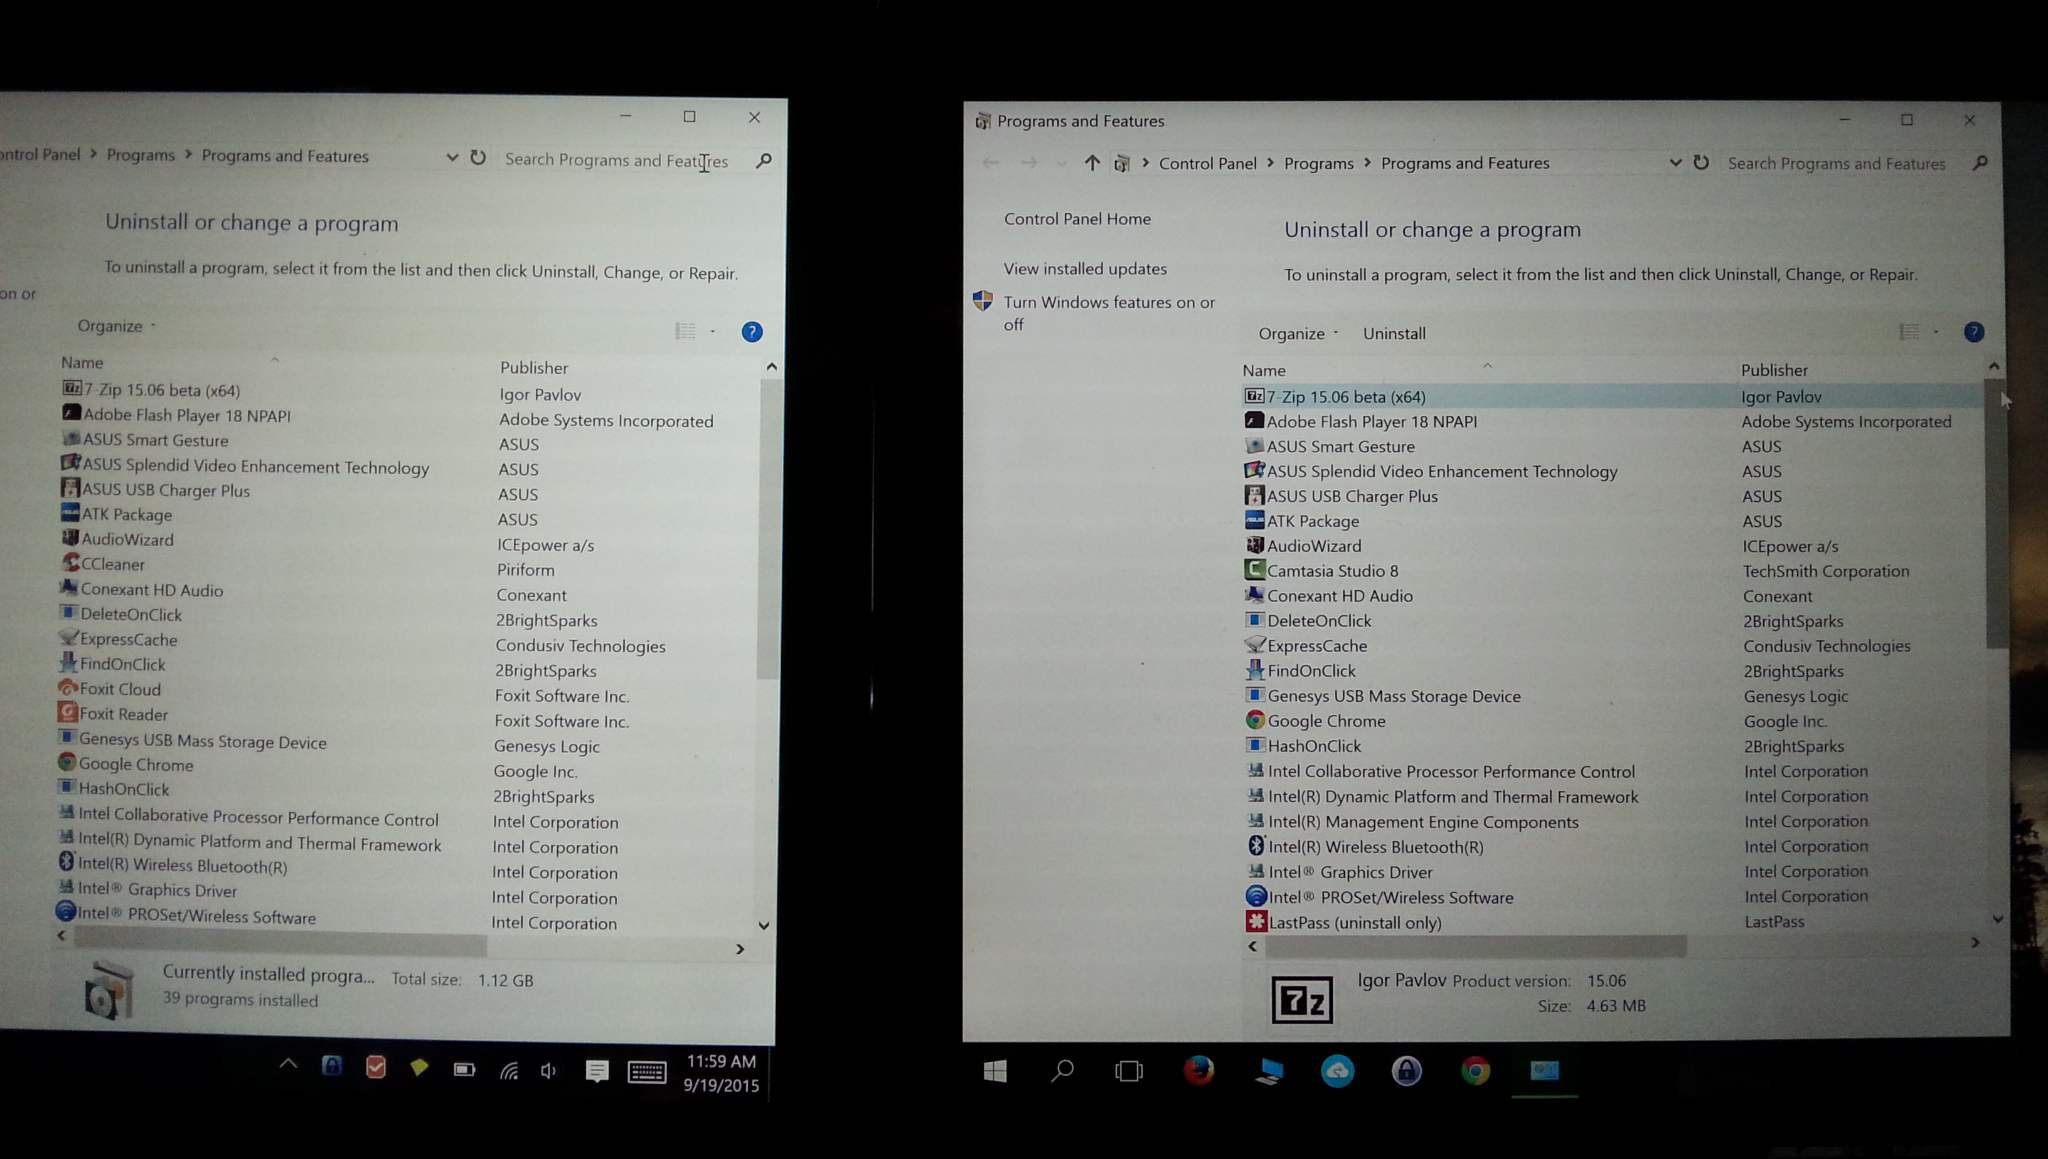 ontrol Panel > Programs > Programs and Features
Search Programs and Features
Uninstall or change a program
To uninstall a program, select it from the list and then click Uninstall, Change, or Repair.
on or
Organize
Name Publisher
7-Zip 15.06 beta (x64) Igor Pavlov
Adobe Flash Player 18 NPAPI Adobe Systems Incorporated
ASUS Smart Gesture ASUS
ASUS Splendid Video Enhancement Technology ASUS
ASUS USB Charger Plus ASUS
ATK Package ASUS
AudioWizard ICEpower a/s
CCleaner Piriform
Conexant HD Audio Conexant
DeleteOnClick 2BrightSparks
ExpressCache Condusiv Technologies
FindOnClick 2BrightSparks
Foxit Cloud Foxit Software Inc.
Foxit Reader Foxit Software Inc.
Genesys USB Mass Storage Device Genesys Logic
Google Chrome Google Inc.
HashOnClick 2BrightSparks
Intel Collaborative Processor Performance Control Intel Corporation
Intel(R) Dynamic Platform and Thermal Framework Intel Corporation
Intel(R) Wireless Bluetooth(R) Intel Corporation
Intel® Graphics Driver Intel Corporation
Intel® PROSet/Wireless Software Intel Corporation
Currently installed progra... Total size: 1.12 GB
39 programs installed
11:59 AM
9/19/2015
Programs and Features
Control Panel > Programs > Programs and Features
Search Programs and Features
Control Panel Home
View installed updates
Turn Windows features on or
off
Uninstall or change a program
To uninstall a program, select it from the list and then click Uninstall, Change, or Repair.
Organize Uninstall
Name Publisher
7-Zip 15.06 beta (x64) Igor Pavlov
Adobe Flash Player 18 NPAPI Adobe Systems Incorporated
ASUS Smart Gesture ASUS
ASUS Splendid Video Enhancement Technology ASUS
ASUS USB Charger Plus ASUS
ATK Package ASUS
AudioWizard ICEpower a/s
Camtasia Studio 8 TechSmith Corporation
Conexant HD Audio Conexant
DeleteOnClick 2BrightSparks
ExpressCache Condusiv Technologies
FindOnClick 2BrightSparks
Genesys USB Mass Storage Device Genesys Logic
Google Chrome Google Inc.
HashOnClick 2BrightSparks
Intel Collaborative Processor Performance Control Intel Corporation
Intel(R) Dynamic Platform and Thermal Framework Intel Corporation
Intel(R) Management Engine Components Intel Corporation
Intel(R) Wireless Bluetooth(R) Intel Corporation
Intel® Graphics Driver Intel Corporation
Intel® PROSet/Wireless Software Intel Corporation
LastPass (uninstall only) LastPass
7z
Igor Pavlov Product version: 15.06
Size: 4.63 MB